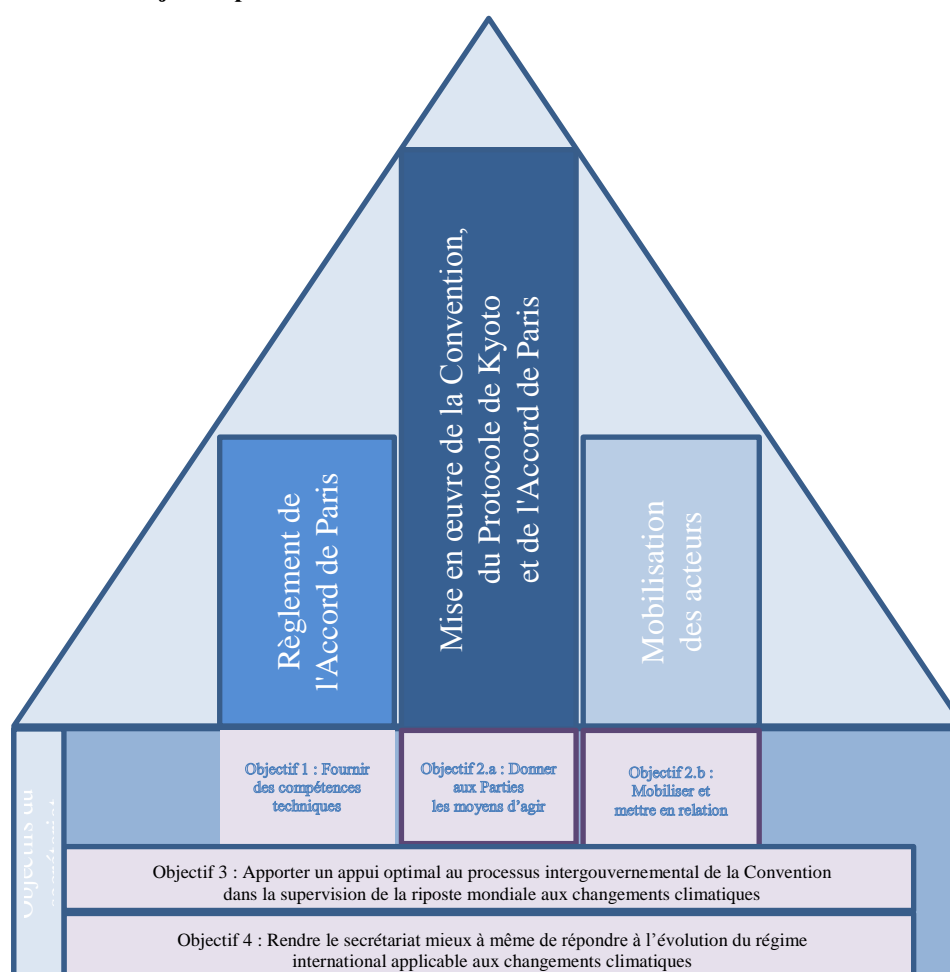 Mise en œuvre de la Convention,
du Protocole de Kyoto
et de l'Accord de Paris
Règlement de
l'Accord de Paris
Mobilisation
des acteurs
Objectif 1 : Fournir
des compétences
techniques
Objectif 2.a : Donner
aux Parties
les moyens d’agir
Objectif 2.b :
Mobiliser et
mettre en relation
Objectifs du
Objectif 3 : Apporter un appui optimal au processus intergouvernemental de la Convention
dans la supervision de la riposte mondiale aux changements climatiques
Objectif 4 : Rendre le secrétariat mieux à même de répondre à l’évolution du régime
international applicable aux changements climatiques